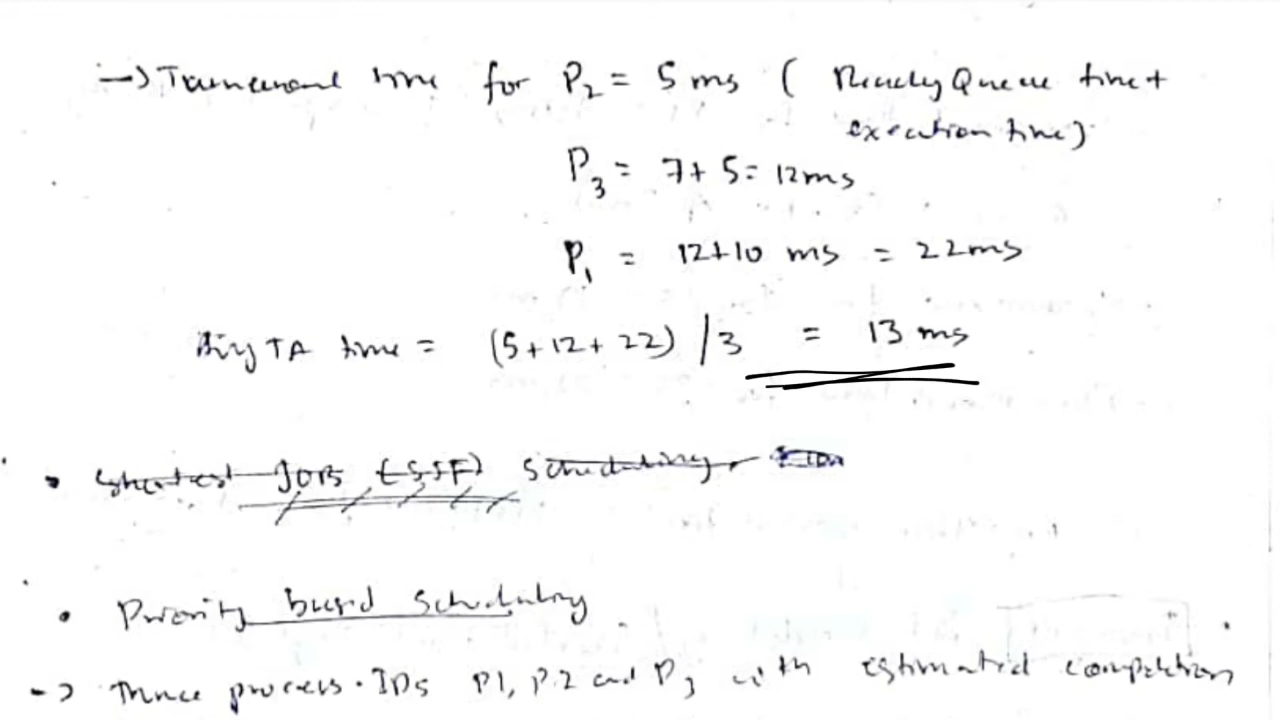 → Turnaround time for P2 = 5 ms ( Ready Queue time +
execution time)
P3 = 7+ 5 = 12ms
P1 = 12+10 ms = 22ms
Avg TA time = (5+12+ 22) /3 = 13 ms
• Shortest Job (SJF) Scheduling
• Priority based scheduling
→ Three process. IDs P1, P2 and P3 with estimated completion